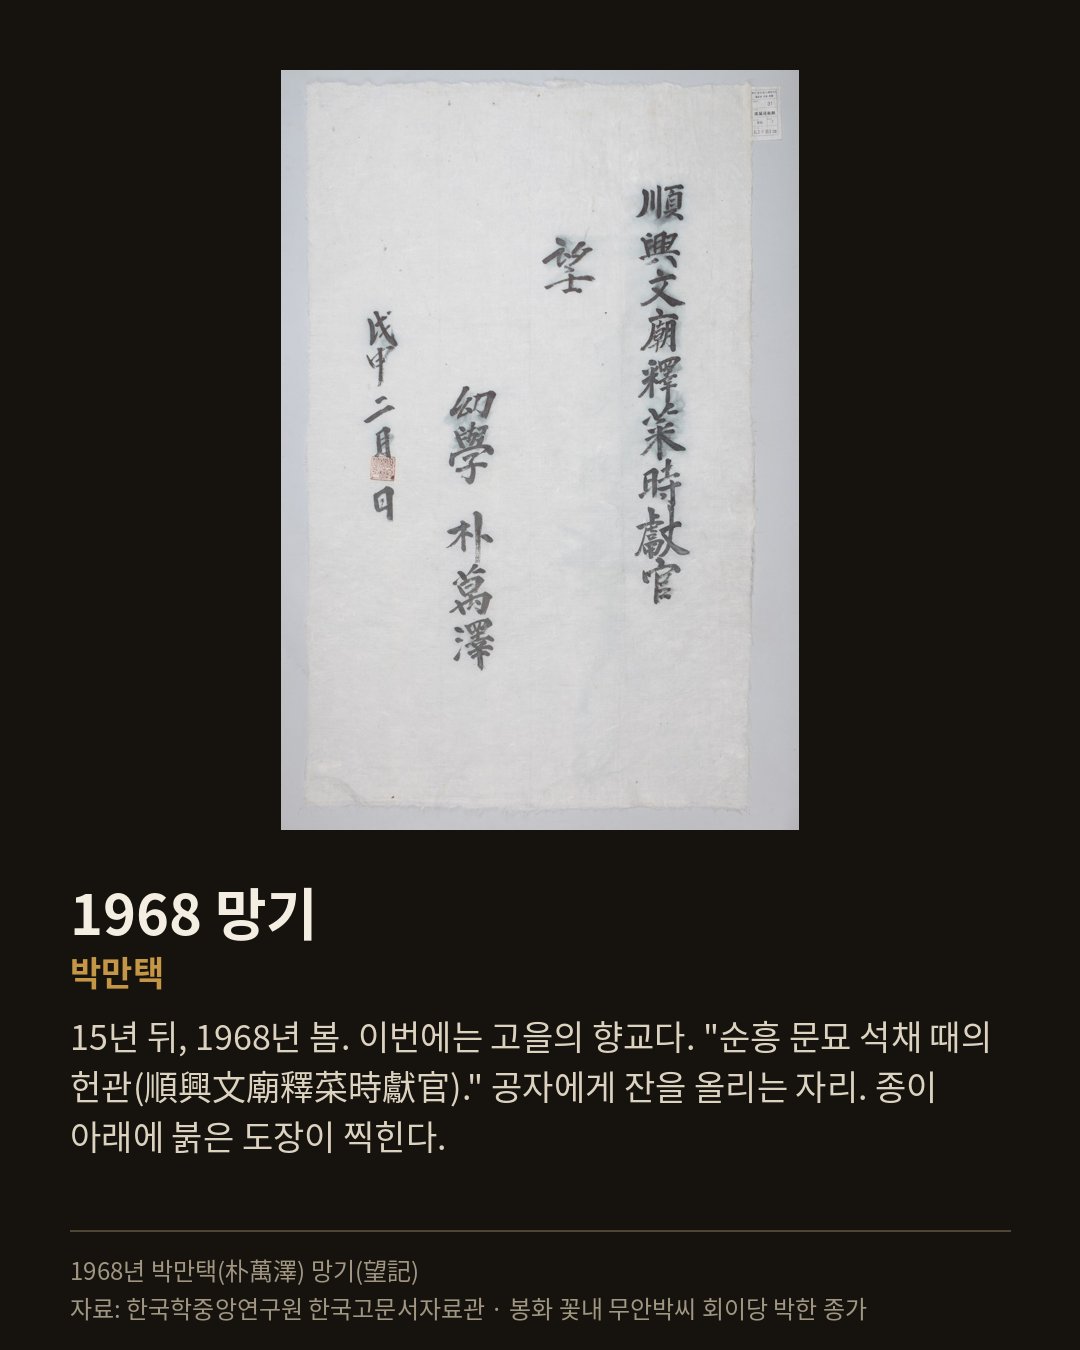 順興文廟釋菜時獻官
望
幼學 朴萬澤
戊申二月 日
1968 망기
박만택
15년 뒤, 1968년 봄. 이번에는 고을의 향교다. "순흥 문묘 석채 때의
헌관(順興文廟釋菜時獻官)." 공자에게 잔을 올리는 자리. 종이
아래에 붉은 도장이 찍힌다.
1968년 박만택(朴萬澤) 망기(望記)
자료: 한국학중앙연구원 한국고문서자료관 · 봉화 꽃내 무안박씨 회이당 박한 종가